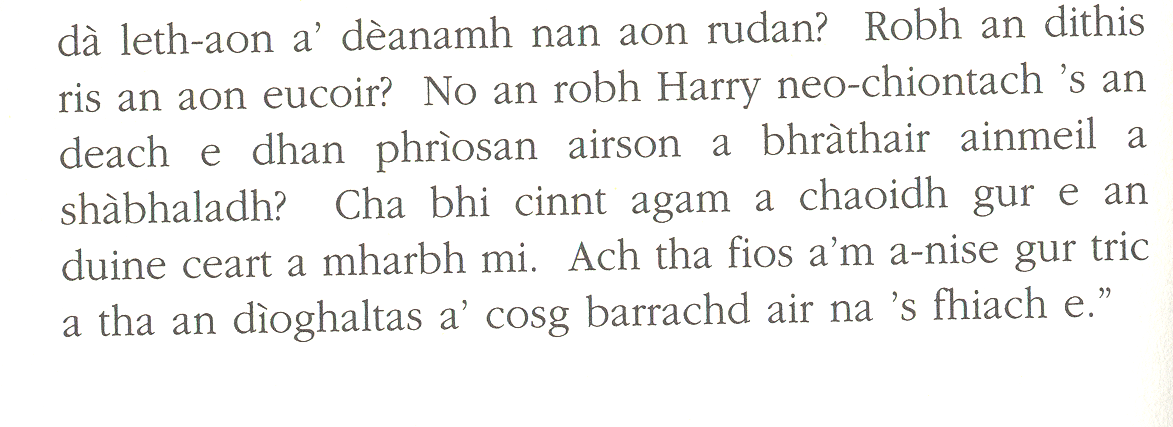 dà leth-aon a’ dèanamh nan aon rudan?  Robh an dithis
ris an aon eucoir?  No an robh Harry neo-chiontach ’s an
deach e dhan phrìosan airson a bhràthair ainmeil a
shàbhaladh?  Cha bhi cinnt agam a chaoidh gur e an
duine ceart a mharbh mi.  Ach tha fios a’m a-nise gur tric
a tha an dìoghaltas a’ cosg barrachd air na ’s fhiach e.”